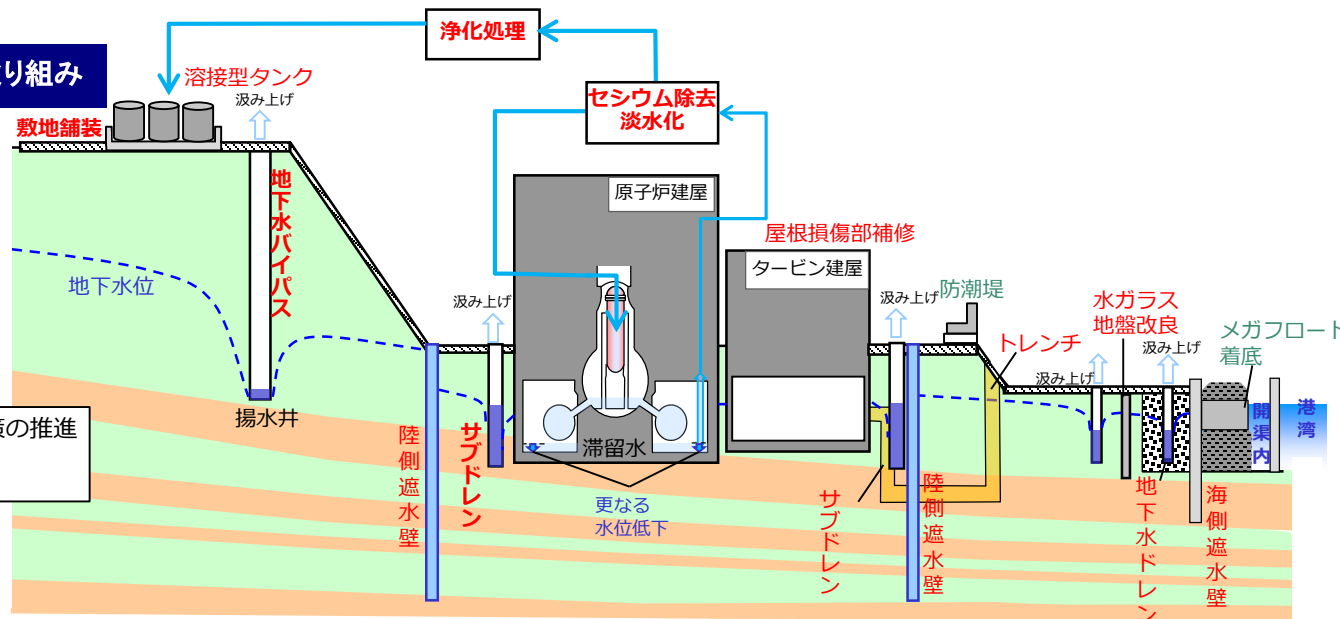 浄化処理
り組み
溶接型タンク
汲み上げ
敷地舗装
セシウム除去
淡水化
地下水バイパス
原子炉建屋
屋根損傷部補修
タービン建屋
地下水位
汲み上げ
汲み上げ
防潮堤
水ガラス
地盤改良
トレンチ
汲み上げ
汲み上げ
メガフロート
着底
開渠内
港湾
揚水井
策の推進
陸側遮水壁
サブドレン
滞留水
更なる
水位低下
サブドレン
陸側遮水壁
地下水ドレン
海側遮水壁